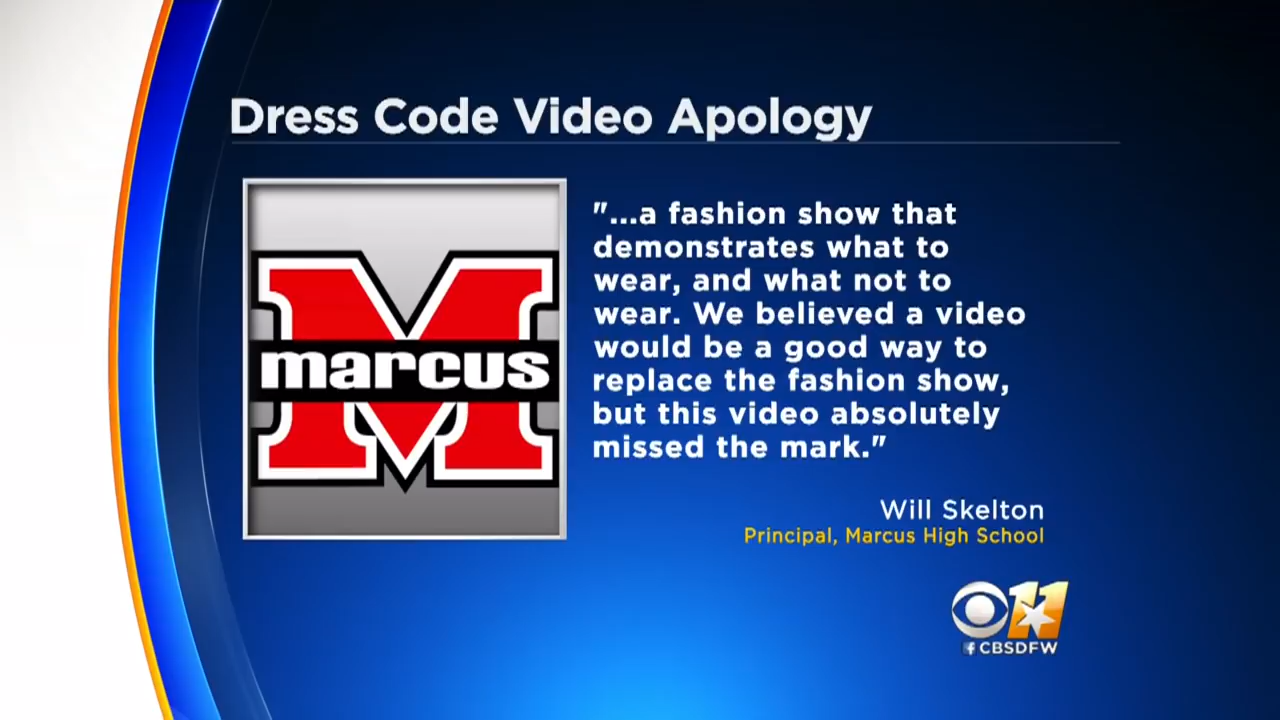 Dress Code Video Apology
marcus
"...a fashion show that
demonstrates what to
wear, and what not to
wear. We believed a video
would be a good way to
replace the fashion show,
but this video absolutely
missed the mark."
Will Skelton
Principal, Marcus High School
11
f CBSDFW